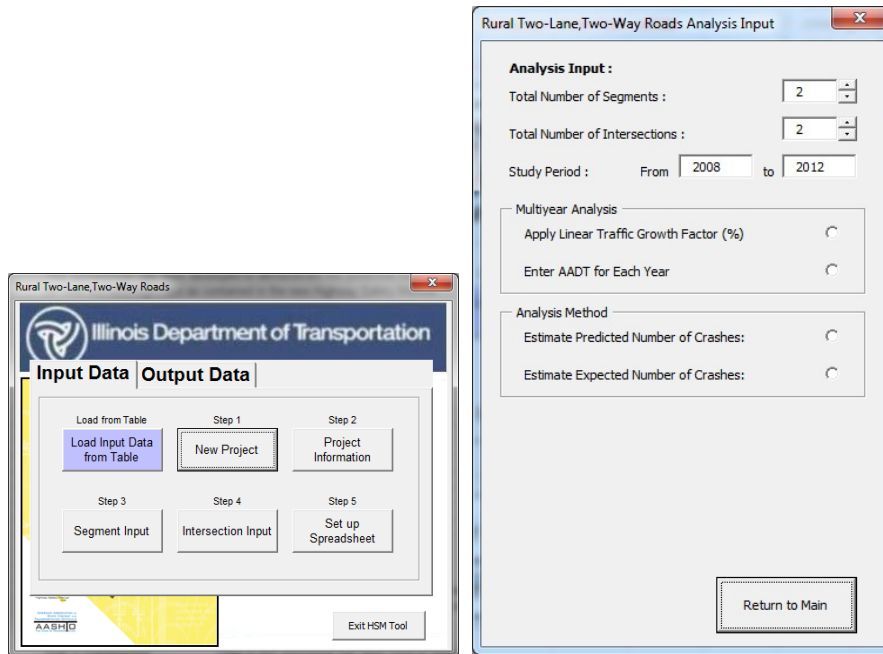 Rural Two-Lane,Two-Way Roads
Illinois Department of Transportation
Input Data Output Data
Load from Table Step 1 Step 2
Load Input Data
from Table
New Project
Project
Information
Step 3 Step 4 Step 5
Segment Input
Intersection Input
Set up
Spreadsheet
AASHTO
Exit HSM Tool
Rural Two-Lane,Two-Way Roads Analysis Input
Analysis Input :
Total Number of Segments : 2
Total Number of Intersections : 2
Study Period : From 2008 to 2012
Multiyear Analysis
Apply Linear Traffic Growth Factor (%)
Enter AADT for Each Year
Analysis Method
Estimate Predicted Number of Crashes:
Estimate Expected Number of Crashes:
Return to Main